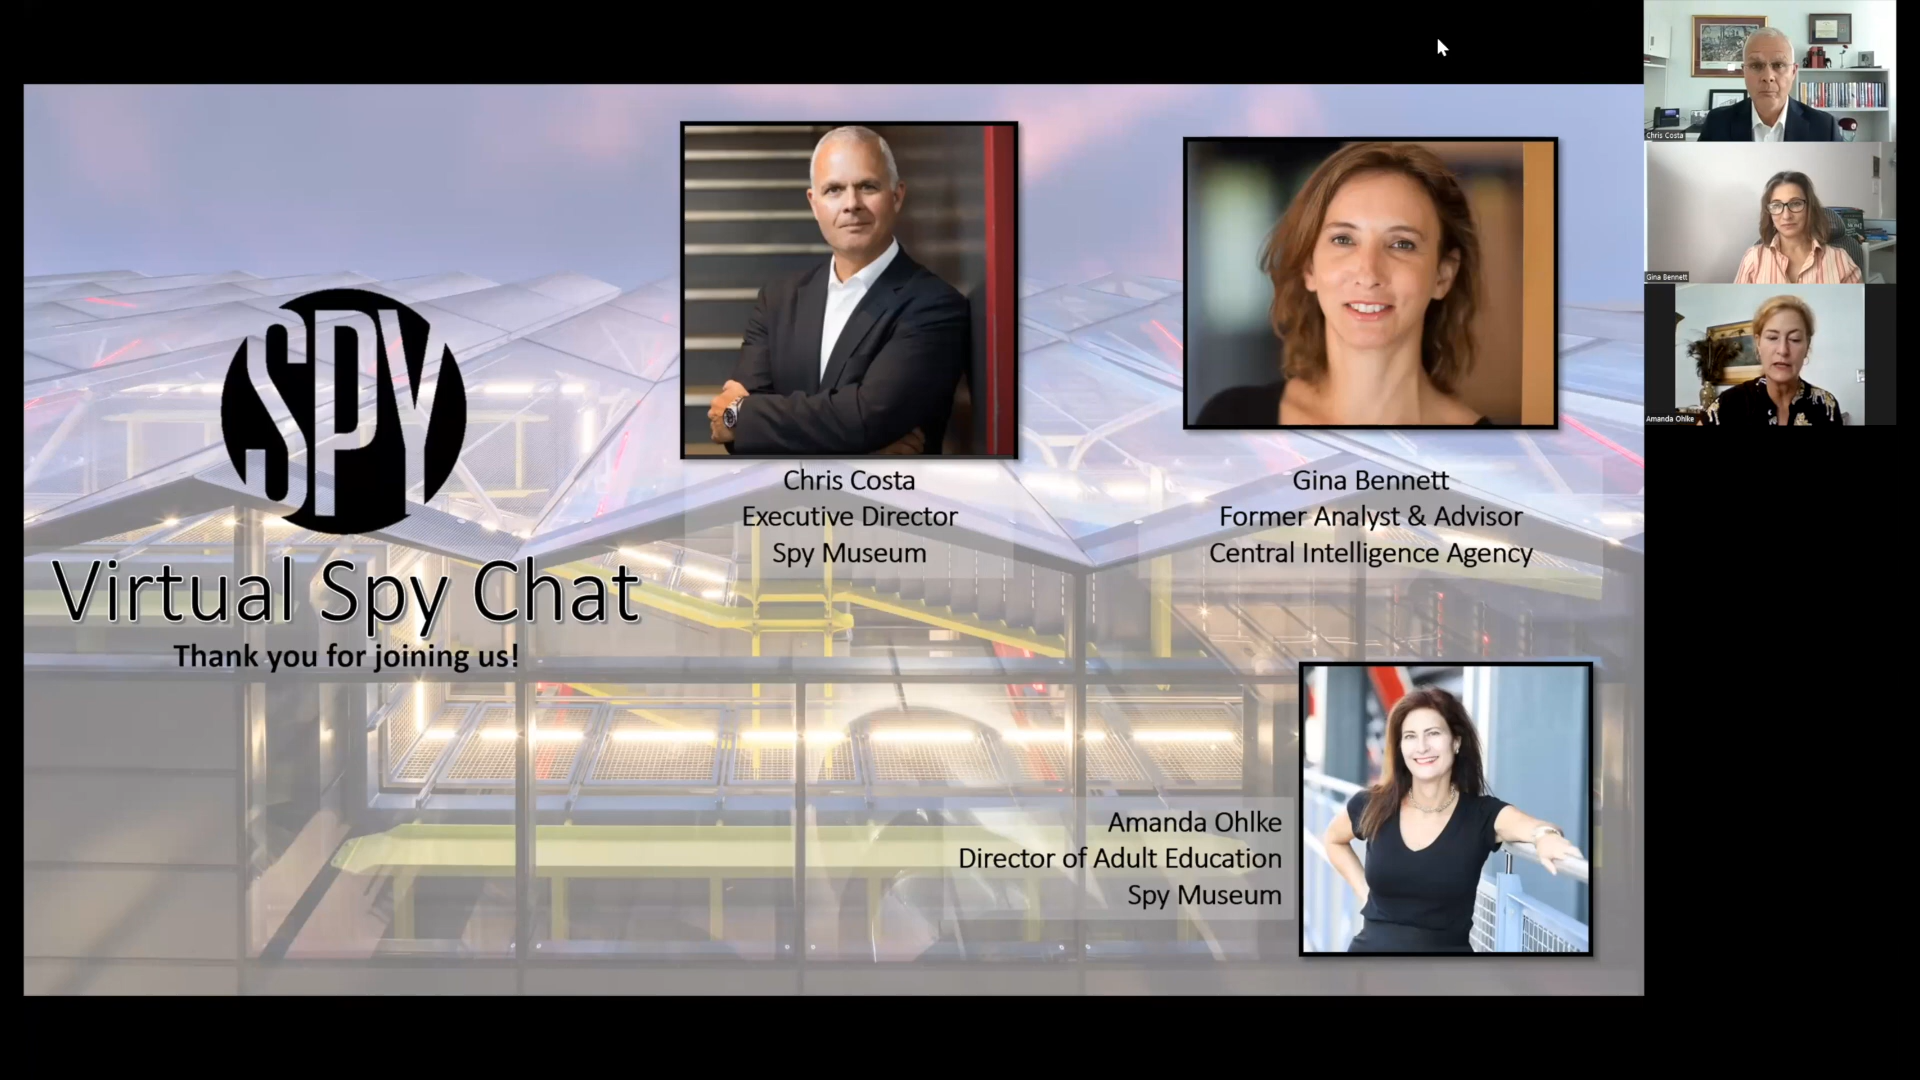 SPY
Virtual Spy Chat
Thank you for joining us!
Chris Costa
Executive Director
Spy Museum
Gina Bennett
Former Analyst & Advisor
Central Intelligence Agency
Amanda Ohlke
Director of Adult Education
Spy Museum
Chris Costa
Gina Bennett
Amanda Ohlke